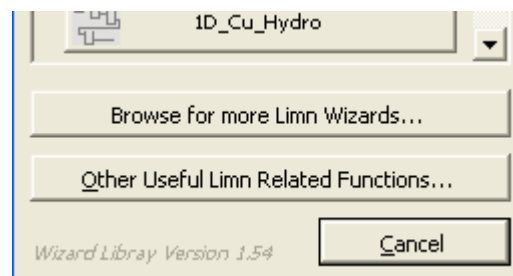 1D_Cu_Hydro
Browse for more Limn Wizards...
Other Useful Limn Related Functions...
Cancel
Wizard Libray Version 1.54